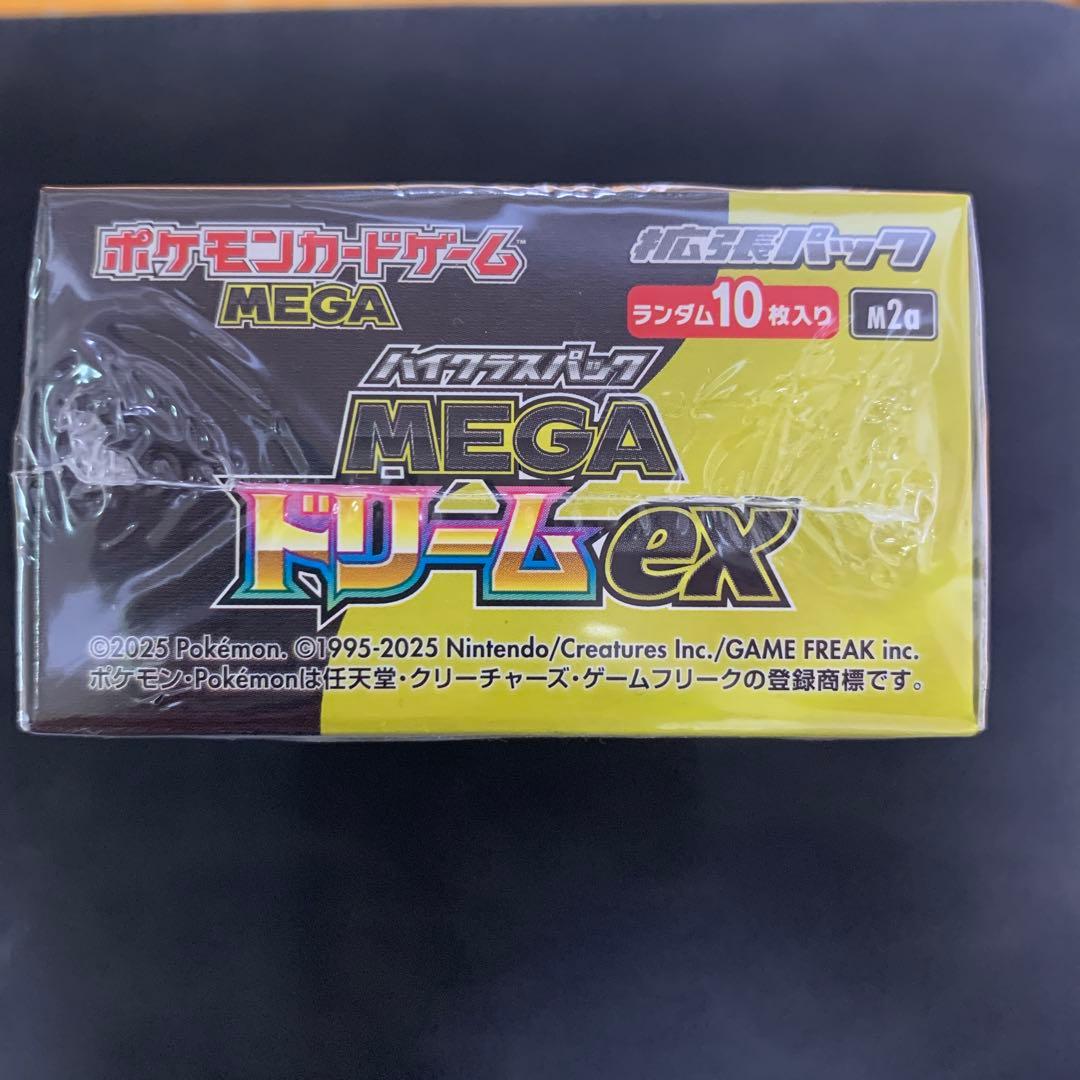 ポケモンカードゲーム™
MEGA
拡張パック
ランダム10枚入り
M2a
ハイクラスパック
MEGA
ドリームex
©2025 Pokémon. ©1995-2025 Nintendo/Creatures Inc./GAME FREAK inc.
ポケモン・Pokémonは任天堂・クリーチャーズ・ゲームフリークの登録商標です。